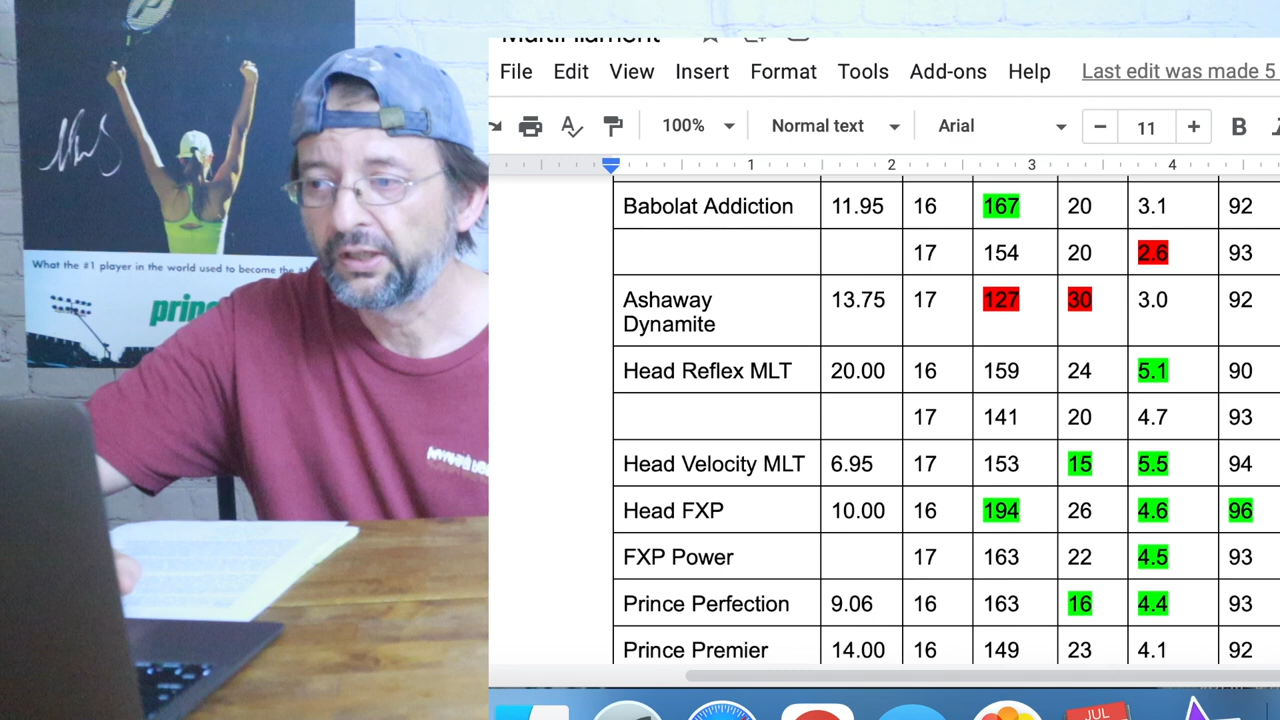 What the #1 player in the world used to become the #1
prince
File Edit View Insert Format Tools Add-ons Help Last edit was made 5
100% Normal text Arial 11 B
1 2 3 4
Babolat Addiction 11.95 16 167 20 3.1 92
17 154 20 2.6 93
Ashaway 13.75 17 127 30 3.0 92
Dynamite
Head Reflex MLT 20.00 16 159 24 5.1 90
17 141 20 4.7 93
Head Velocity MLT 6.95 17 153 15 5.5 94
Head FXP 10.00 16 194 26 4.6 96
FXP Power 17 163 22 4.5 93
Prince Perfection 9.06 16 163 16 4.4 93
Prince Premier 14.00 16 149 23 4.1 92
JUL